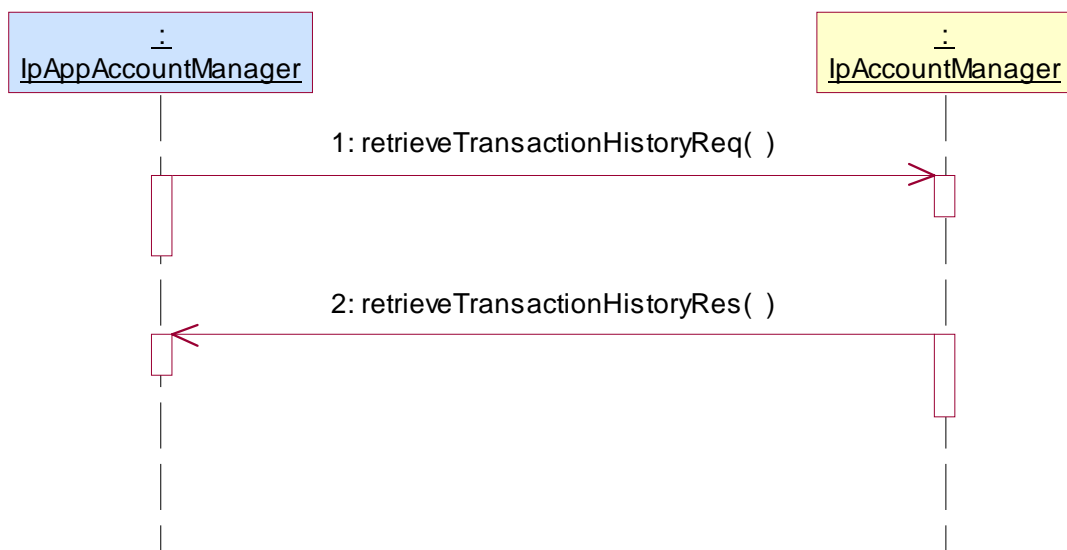 :
IpAppAccountManager
:
IpAccountManager
1: retrieveTransactionHistoryReq( )
2: retrieveTransactionHistoryRes( )